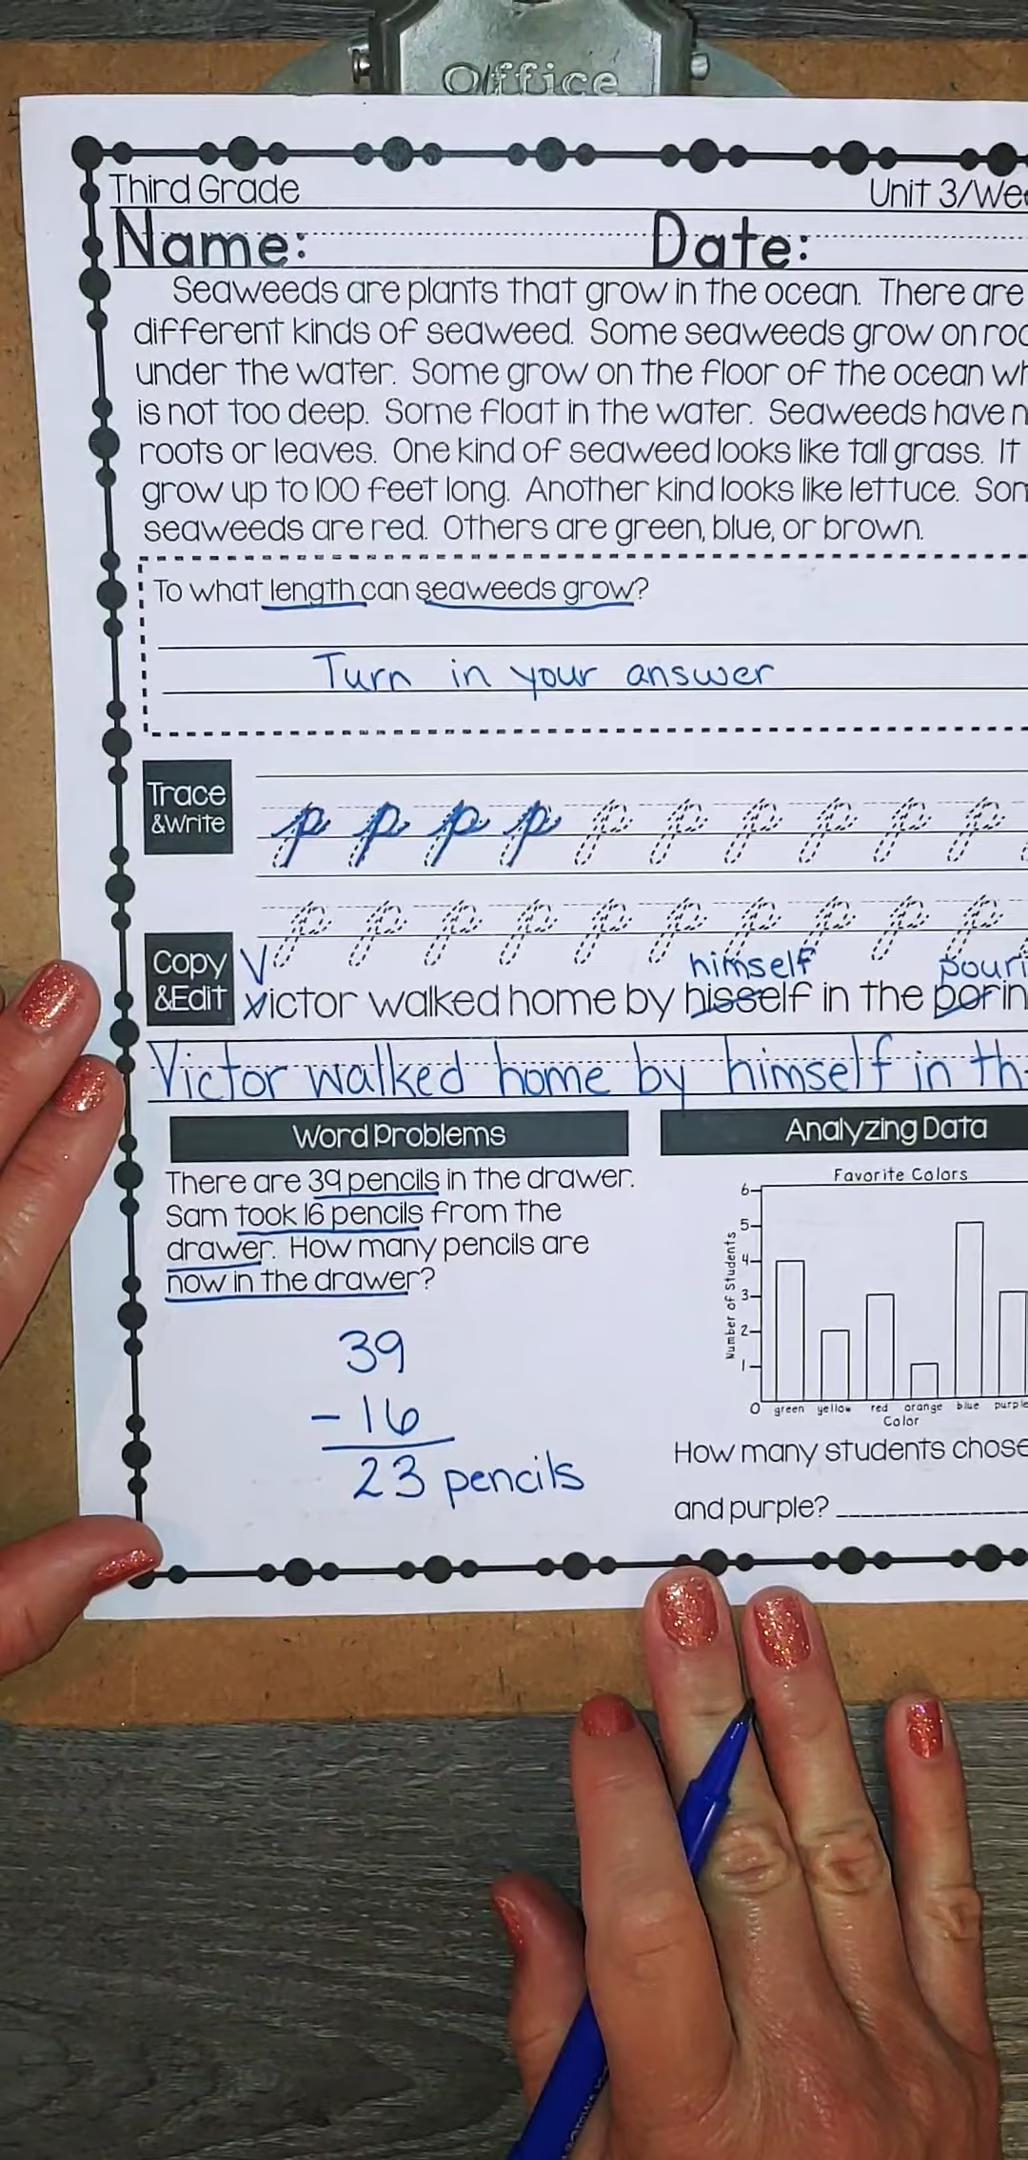 Office
Third Grade
Unit 3/Wee
Name:
Date:
Seaweeds are plants that grow in the ocean. There are
different kinds of seaweed. Some seaweeds grow on roc
under the water. Some grow on the floor of the ocean wh
is not too deep. Some float in the water. Seaweeds have n
roots or leaves. One kind of seaweed looks like tall grass. It
grow up to 100 feet long. Another kind looks like lettuce. Som
seaweeds are red. Others are green, blue, or brown.
To what length can seaweeds grow?
Turn in your answer
Trace
&Write
p p p p p p p p p p
p p p p p p p p p p
Copy
&Edit
V himself pouri
victor walked home by hisself in the porin
Victor walked home by himself in th
Word Problems
There are 39 pencils in the drawer.
Sam took 16 pencils from the
drawer. How many pencils are
now in the drawer?
39
- 16
23 pencils
Analyzing Data
Favorite Colors
Number of Students
6
5
4
3
2
1
0 green yellow red orange blue purple
Color
How many students chose
and purple?